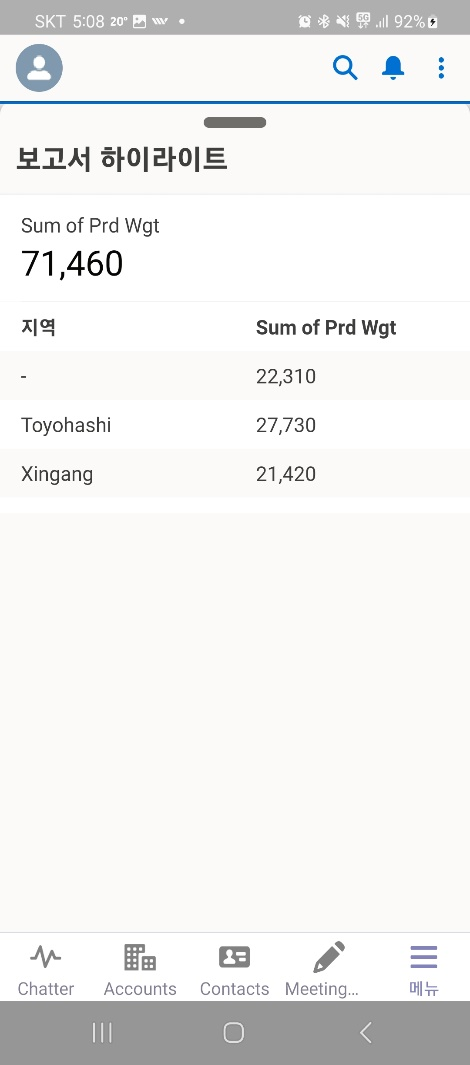 SKT 5:08 20° 92%
보고서 하이라이트
Sum of Prd Wgt
71,460
지역 Sum of Prd Wgt
- 22,310
Toyohashi 27,730
Xingang 21,420
Chatter Accounts Contacts Meeting... 메뉴